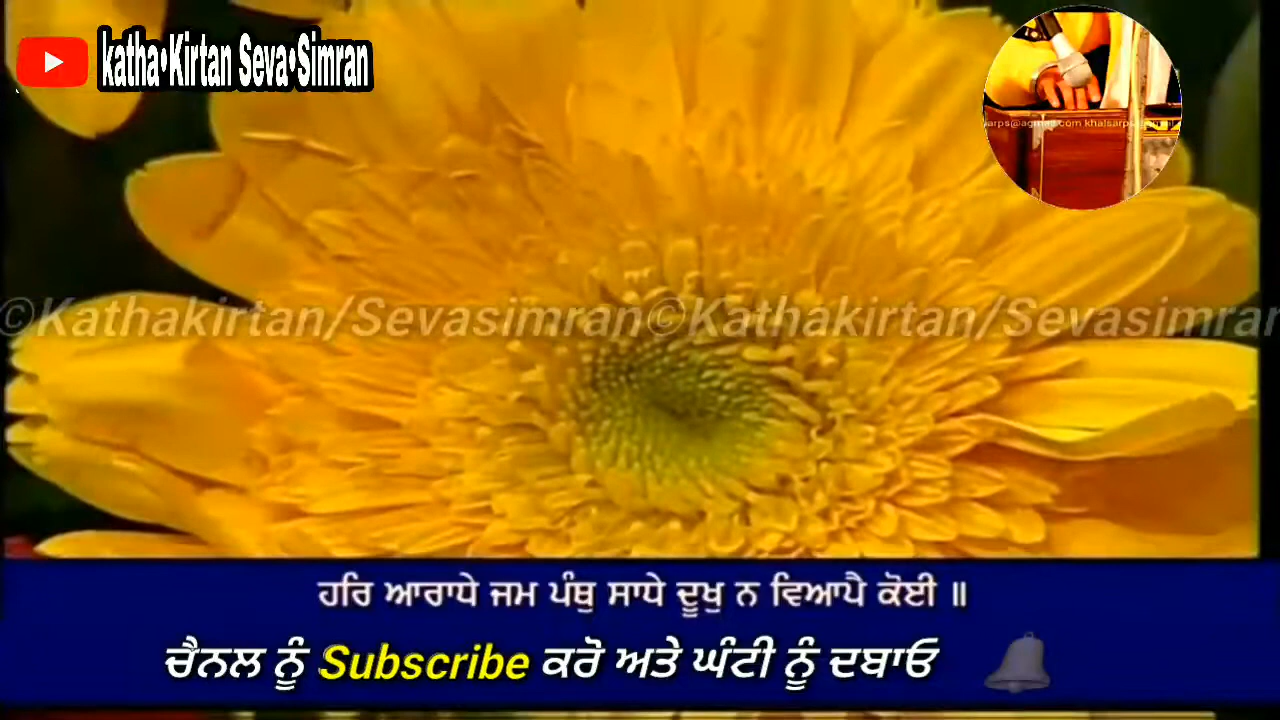 katha•Kirtan Seva•Simran
©Kathakirtan/Sevasimran©Kathakirtan/Sevasimran
ਹਰਿ ਆਰਾਧੇ ਜਮ ਪੰਥੁ ਸਾਧੇ ਦੂਖੁ ਨ ਵਿਆਪੈ ਕੋਈ ॥
ਚੈਨਲ ਨੂੰ Subscribe ਕਰੋ ਅਤੇ ਘੰਟੀ ਨੂੰ ਦਬਾਓ